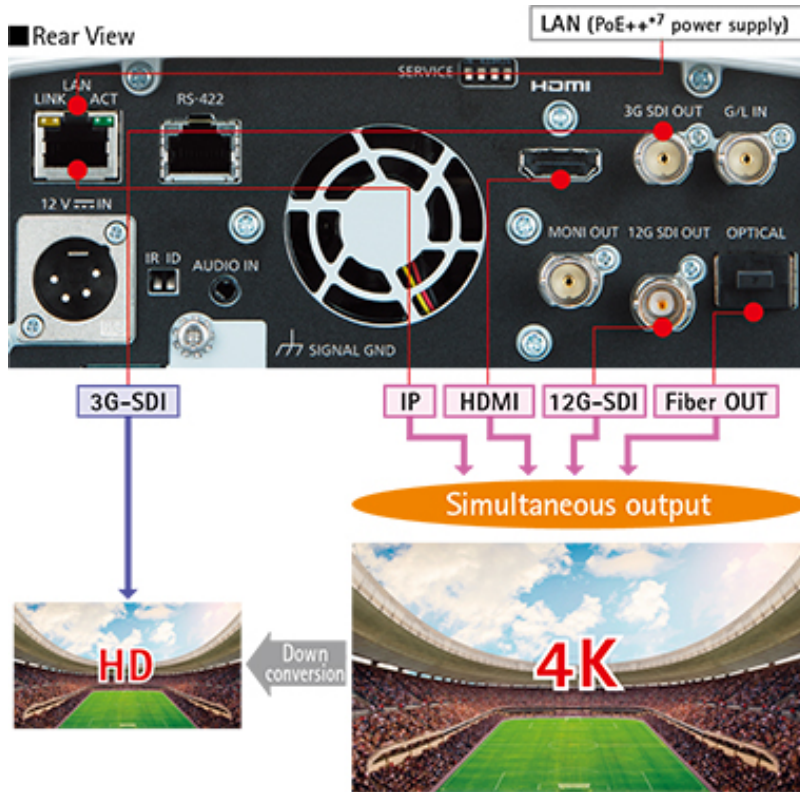 LAN (PoE++*7 power supply)
■Rear View
LAN
LINK ACT
RS-422
SERVICE
HDMI
3G SDI OUT
G/L IN
12 V IN
IR ID
AUDIO IN
MONI OUT
12G SDI OUT
OPTICAL
SIGNAL GND
3G-SDI
IP
HDMI
12G-SDI
Fiber OUT
Simultaneous output
HD
Down
conversion
4K